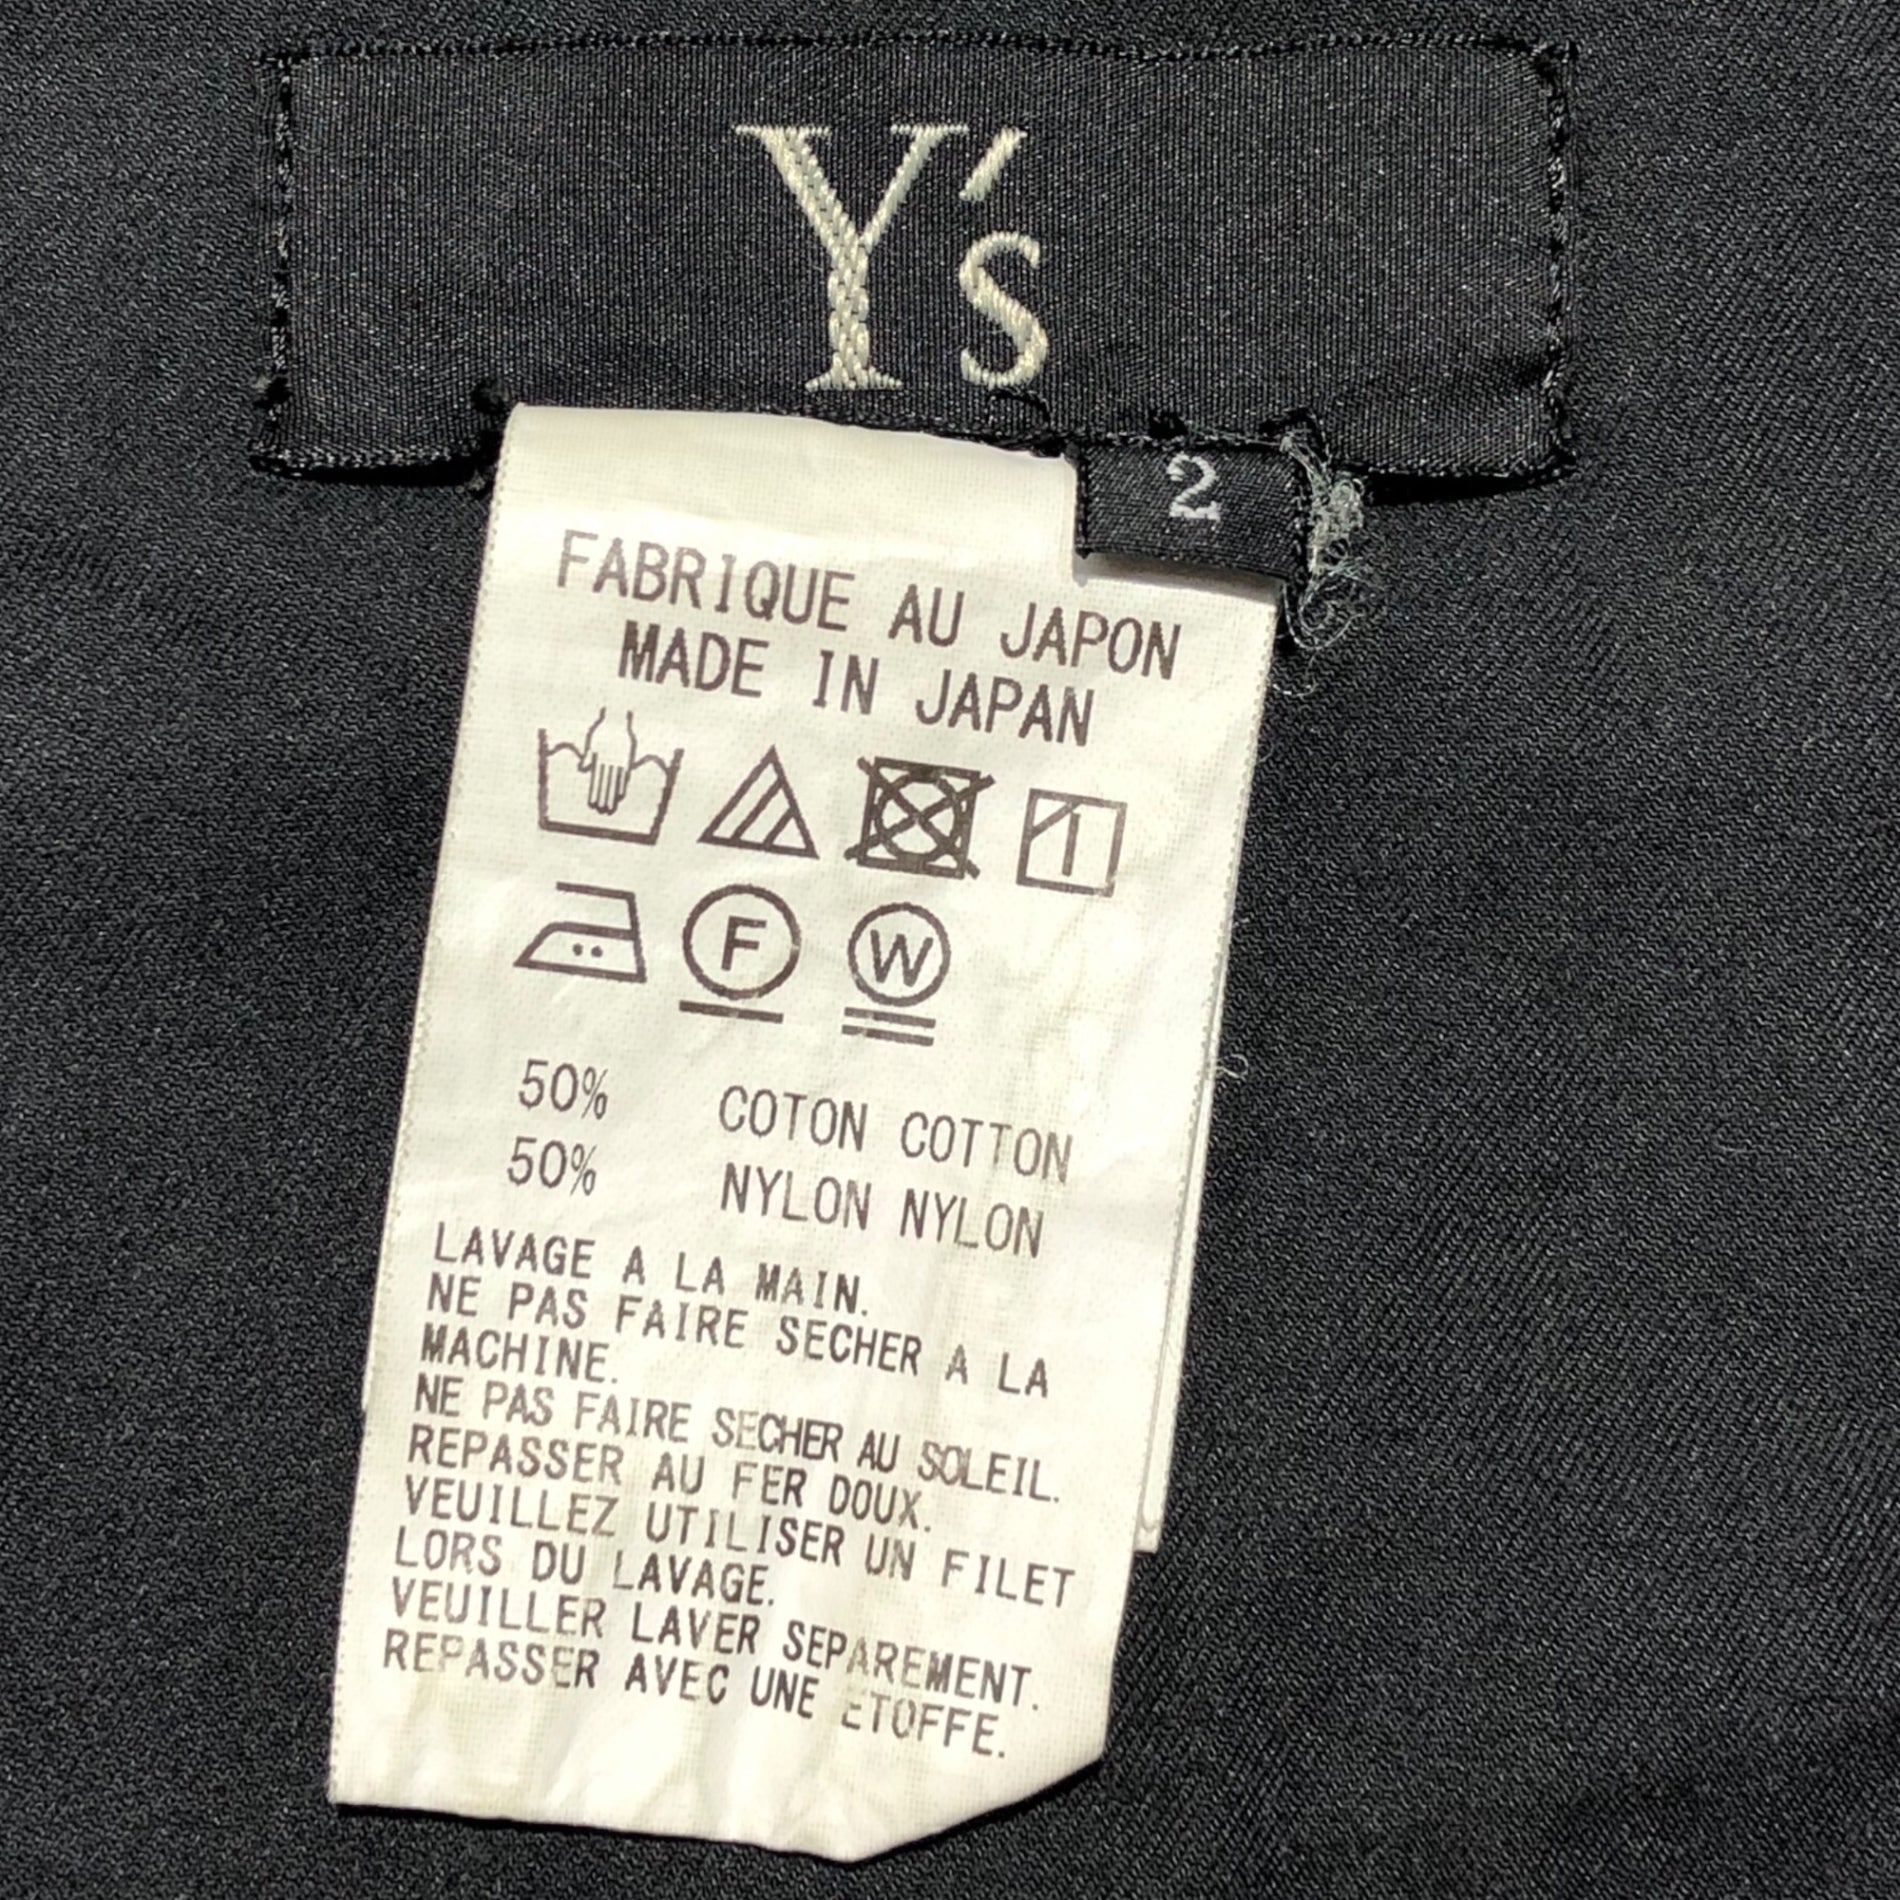 Y's
2
FABRIQUE AU JAPON
MADE IN JAPAN
F W
50% COTON COTTON
50% NYLON NYLON
LAVAGE A LA MAIN.
NE PAS FAIRE SECHER A LA
MACHINE.
NE PAS FAIRE SECHER AU SOLEIL.
REPASSER AU FER DOUX.
VEUILLEZ UTILISER UN FILET
LORS DU LAVAGE.
VEUILLER LAVER SEPAREMENT.
REPASSER AVEC UNE ETOFFE.